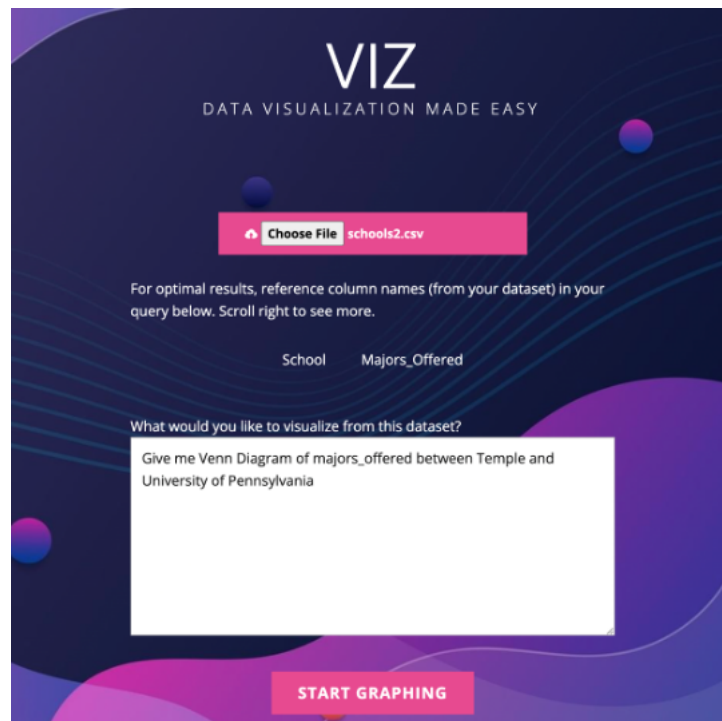 VIZ
DATA VISUALIZATION MADE EASY
Choose File schools2.csv
For optimal results, reference column names (from your dataset) in your
query below. Scroll right to see more.
School Majors_Offered
What would you like to visualize from this dataset?
Give me Venn Diagram of majors_offered between Temple and
University of Pennsylvania
START GRAPHING